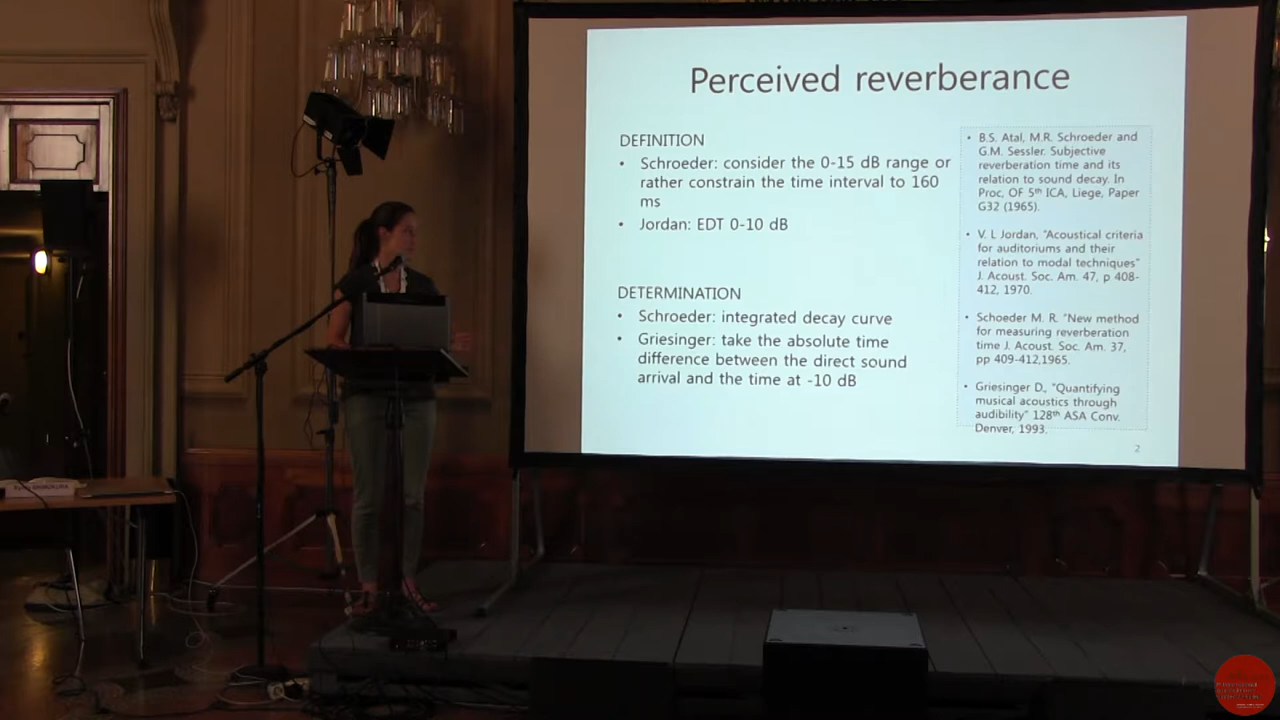 Perceived reverberance
DEFINITION
• Schroeder: consider the 0-15 dB range or
rather constrain the time interval to 160
ms
• Jordan: EDT 0-10 dB
DETERMINATION
• Schroeder: integrated decay curve
• Griesinger: take the absolute time
difference between the direct sound
arrival and the time at -10 dB
• B.S. Atal, M.R. Schroeder and
G.M. Sessler. Subjective
reverberation time and its
relation to sound decay. In
Proc, OF 5th ICA, Liege, Paper
G32 (1965).
• V. L Jordan, "Acoustical criteria
for auditoriums and their
relation to modal techniques"
J. Acoust. Soc. Am. 47, p 408-
412, 1970.
• Schoeder M. R. "New method
for measuring reverberation
time J. Acoust. Soc. Am. 37,
pp 409-412,1965.
• Griesinger D., "Quantifying
musical acoustics through
audibility" 128th ASA Conv.
Denver, 1993.
2